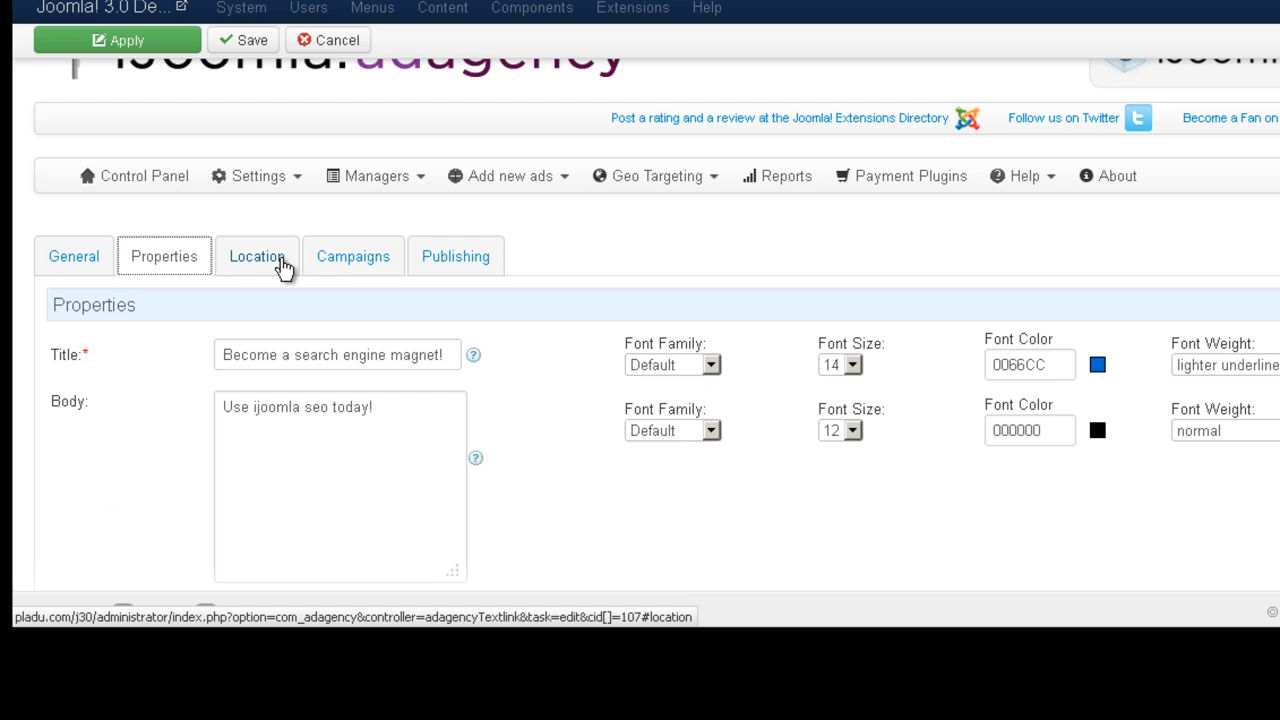 Joomla! 3.0 De... System Users Menus Content Components Extensions Help
Apply Save Cancel
iJoomla! adagency iJoom
Post a rating and a review at the Joomla! Extensions Directory Follow us on Twitter Become a Fan on
Control Panel Settings Managers Add new ads Geo Targeting Reports Payment Plugins Help About
General Properties Location Campaigns Publishing
Properties
Title:* Become a search engine magnet! Font Family: Font Size: Font Color Font Weight:
Default 14 0066CC lighter underline
Body: Use ijoomla seo today! Font Family: Font Size: Font Color Font Weight:
Default 12 000000 normal
pladu.com/j30/administrator/index.php?option=com_adagency&controller=adagencyTextlink&task=edit&cid[]=107#location